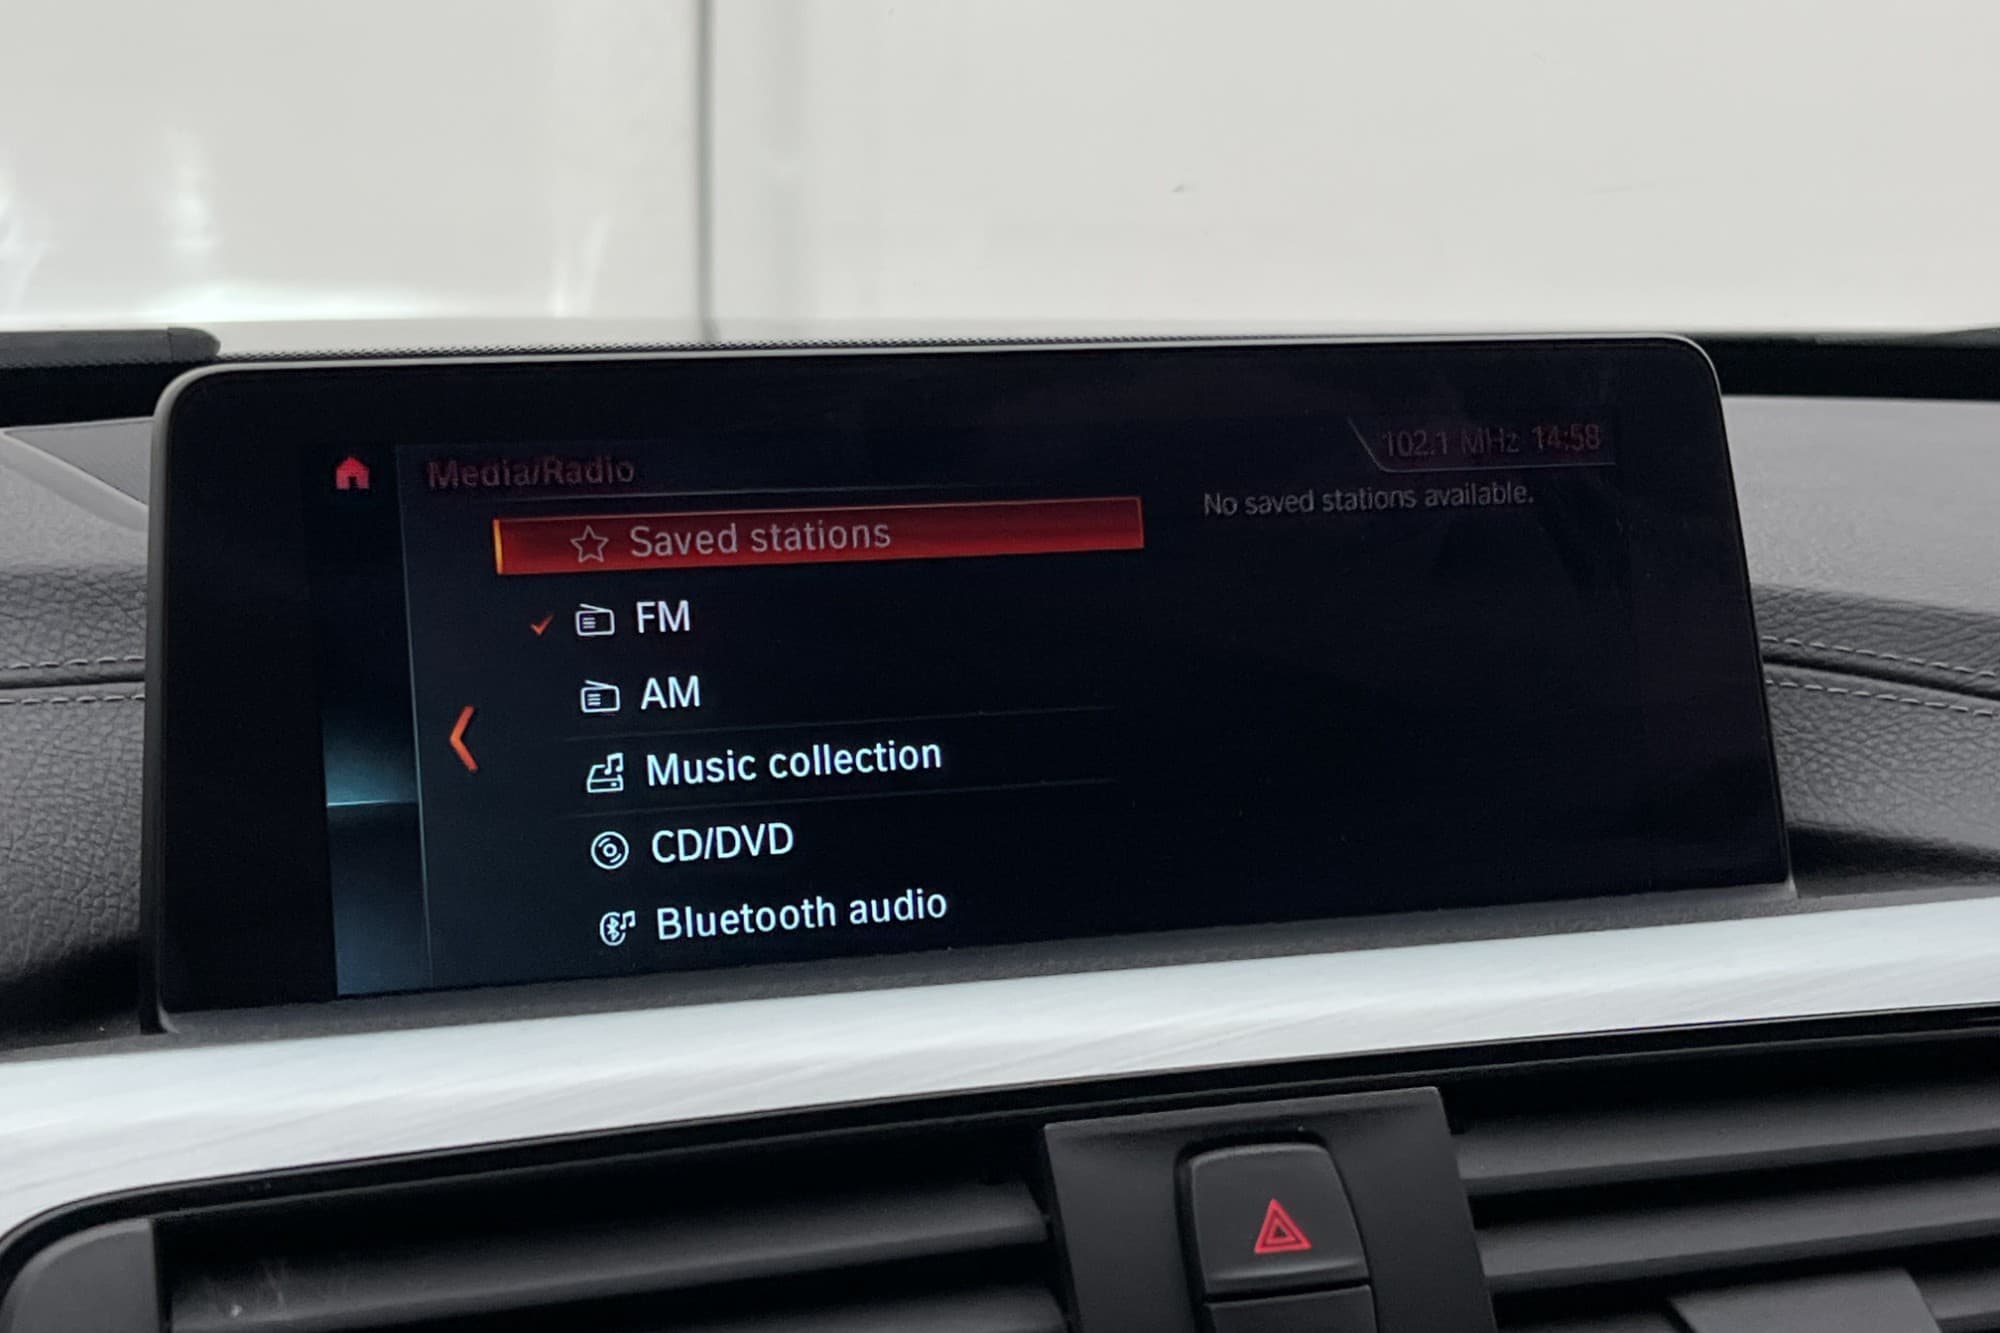 Media/Radio
102.1 MHz 14:58
Saved stations
No saved stations available.
FM
AM
Music collection
CD/DVD
Bluetooth audio